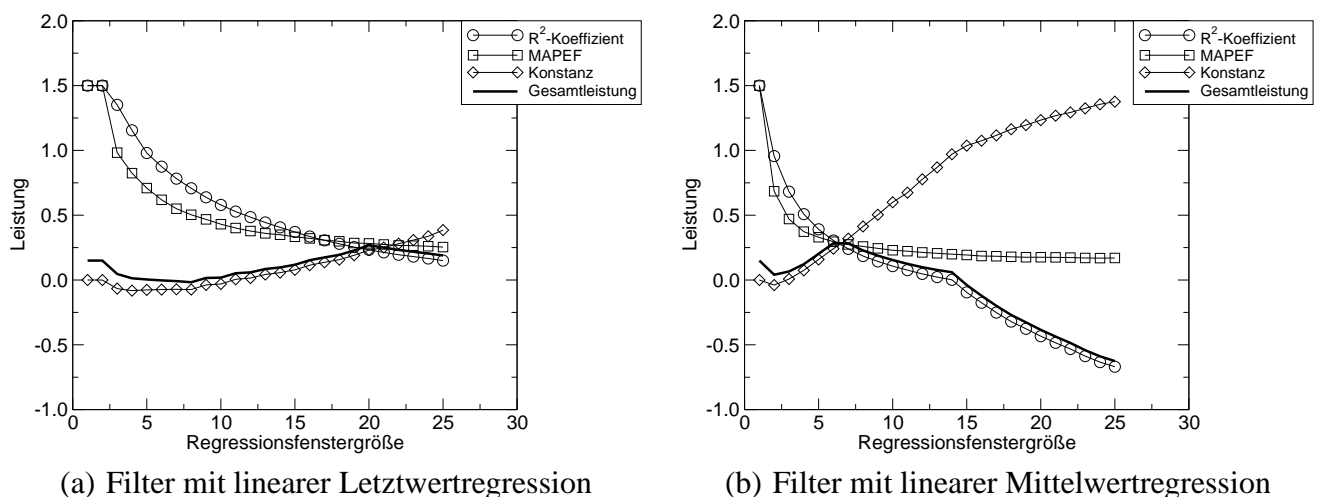 2.0
1.5
1.0
0.5
0.0
-0.5
-1.0
Leistung
0 5 10 15 20 25 30
Regressionsfenstergröße
R²-Koeffizient
MAPEF
Konstanz
Gesamtleistung
(a) Filter mit linearer Letztwertregression
2.0
1.5
1.0
0.5
0.0
-0.5
-1.0
Leistung
0 5 10 15 20 25 30
Regressionsfenstergröße
R²-Koeffizient
MAPEF
Konstanz
Gesamtleistung
(b) Filter mit linearer Mittelwertregression